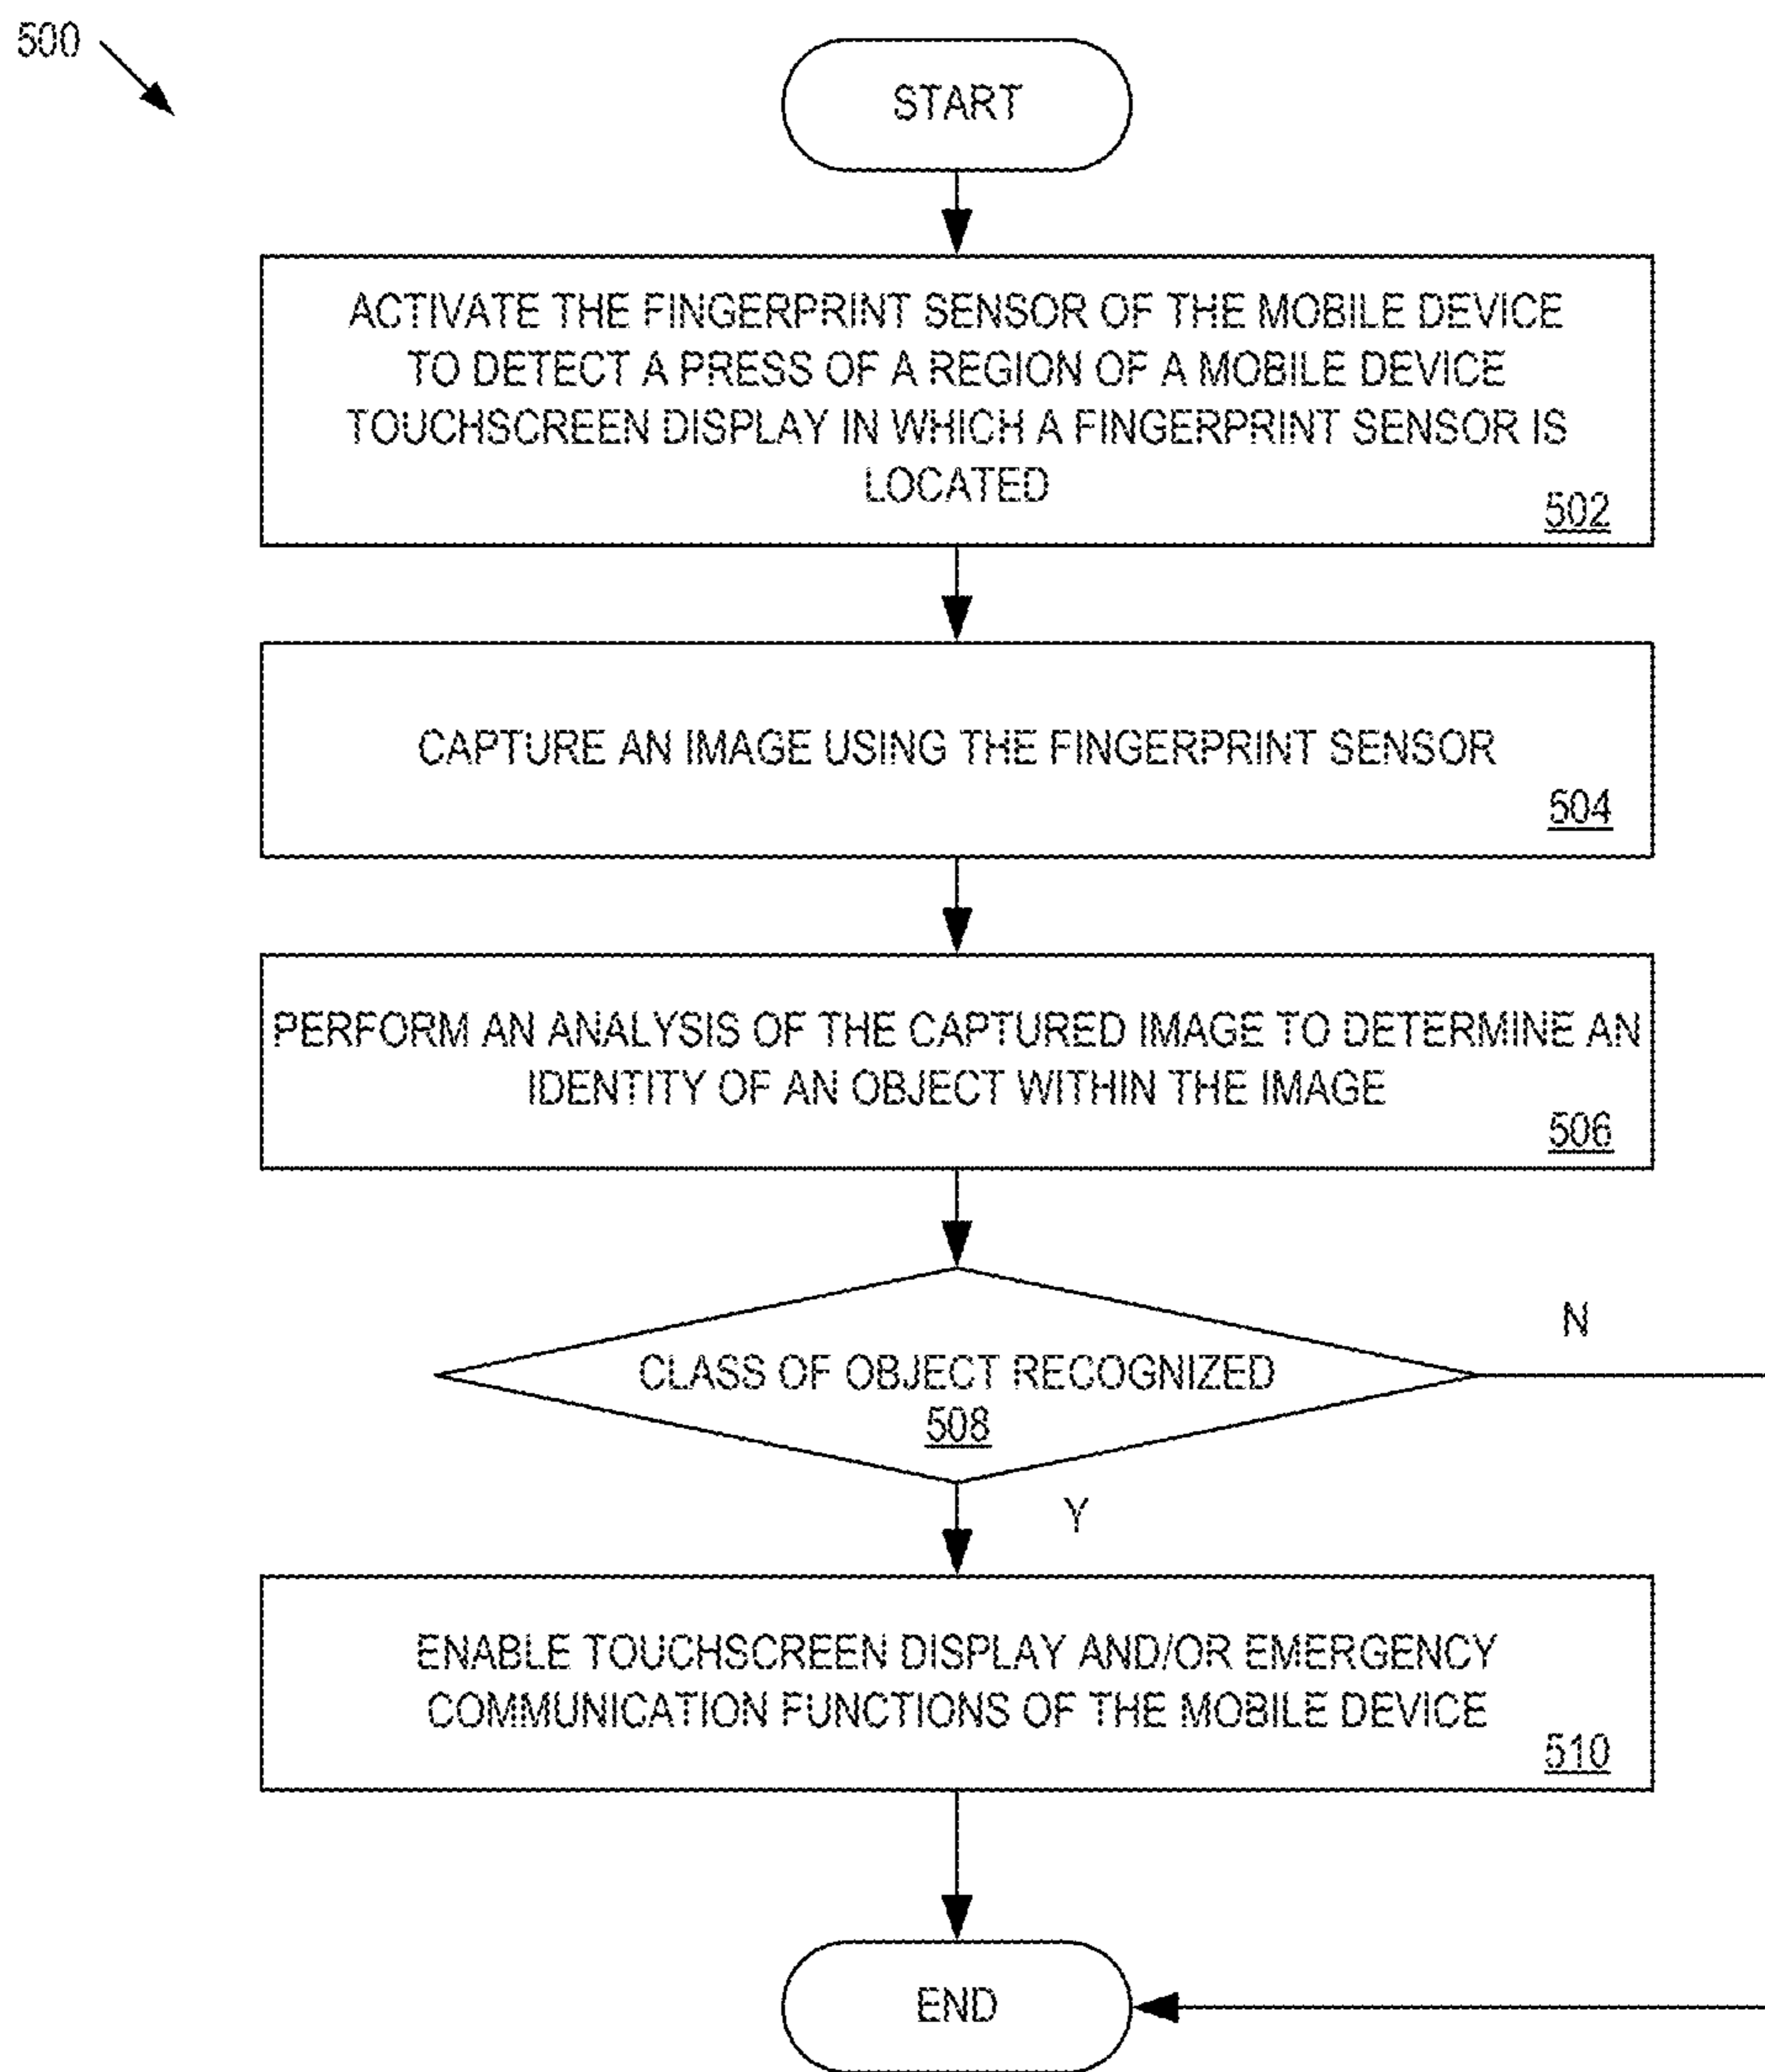 500
START
ACTIVATE THE FINGERPRINT SENSOR OF THE MOBILE DEVICE
TO DETECT A PRESS OF A REGION OF A MOBILE DEVICE
TOUCHSCREEN DISPLAY IN WHICH A FINGERPRINT SENSOR IS
LOCATED
502
CAPTURE AN IMAGE USING THE FINGERPRINT SENSOR
504
PERFORM AN ANALYSIS OF THE CAPTURED IMAGE TO DETERMINE AN
IDENTITY OF AN OBJECT WITHIN THE IMAGE
506
N
CLASS OF OBJECT RECOGNIZED
508
Y
ENABLE TOUCHSCREEN DISPLAY AND/OR EMERGENCY
COMMUNICATION FUNCTIONS OF THE MOBILE DEVICE
510
END